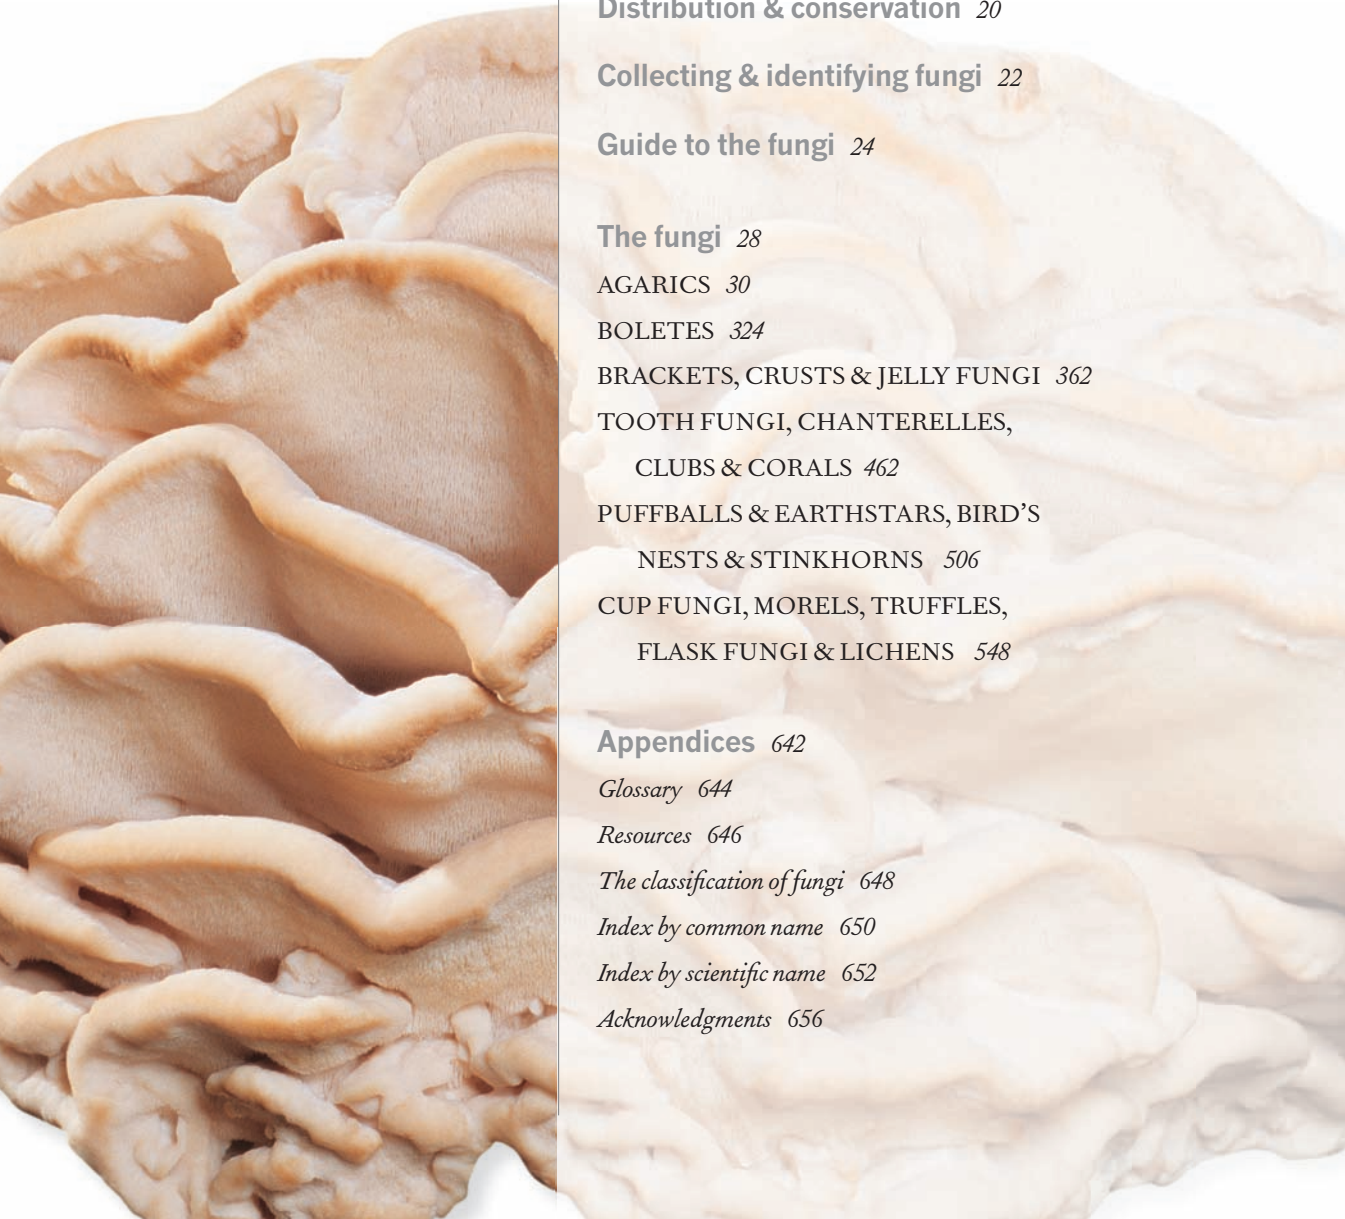 Distribution & conservation 20
Collecting & identifying fungi 22
Guide to the fungi 24
The fungi 28
AGARICS 30
BOLETES 324
BRACKETS, CRUSTS & JELLY FUNGI 362
TOOTH FUNGI, CHANTERELLES,
CLUBS & CORALS 462
PUFFBALLS & EARTHSTARS, BIRD’S
NESTS & STINKHORNS 506
CUP FUNGI, MORELS, TRUFFLES,
FLASK FUNGI & LICHENS 548
Appendices 642
Glossary 644
Resources 646
The classification of fungi 648
Index by common name 650
Index by scientific name 652
Acknowledgments 656